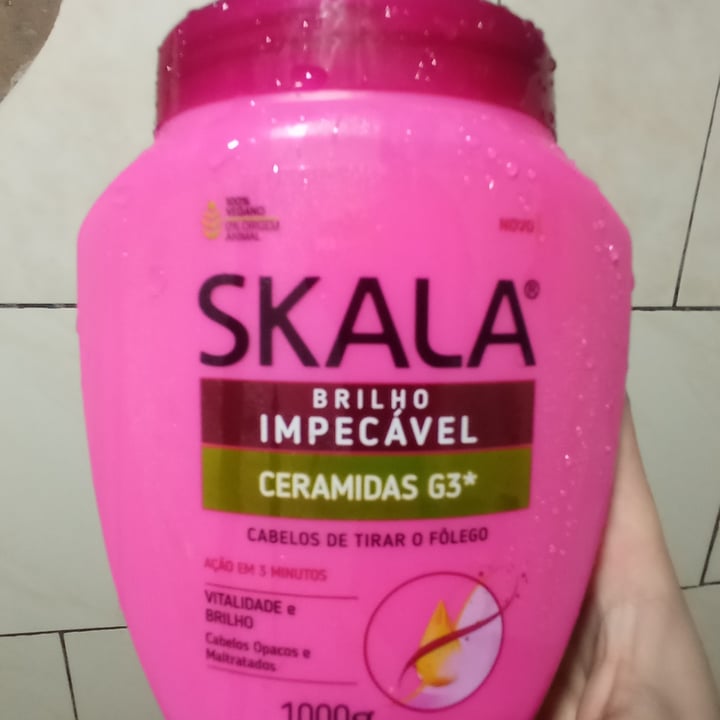 100%
VEGANO
0% ORIGEM
ANIMAL
NOVO
SKALA®
BRILHO
IMPECÁVEL
CERAMIDAS G3*
CABELOS DE TIRAR O FÔLEGO
AÇÃO EM 3 MINUTOS
VITALIDADE e
BRILHO
Cabelos Opacos e
Maltratados
1000g